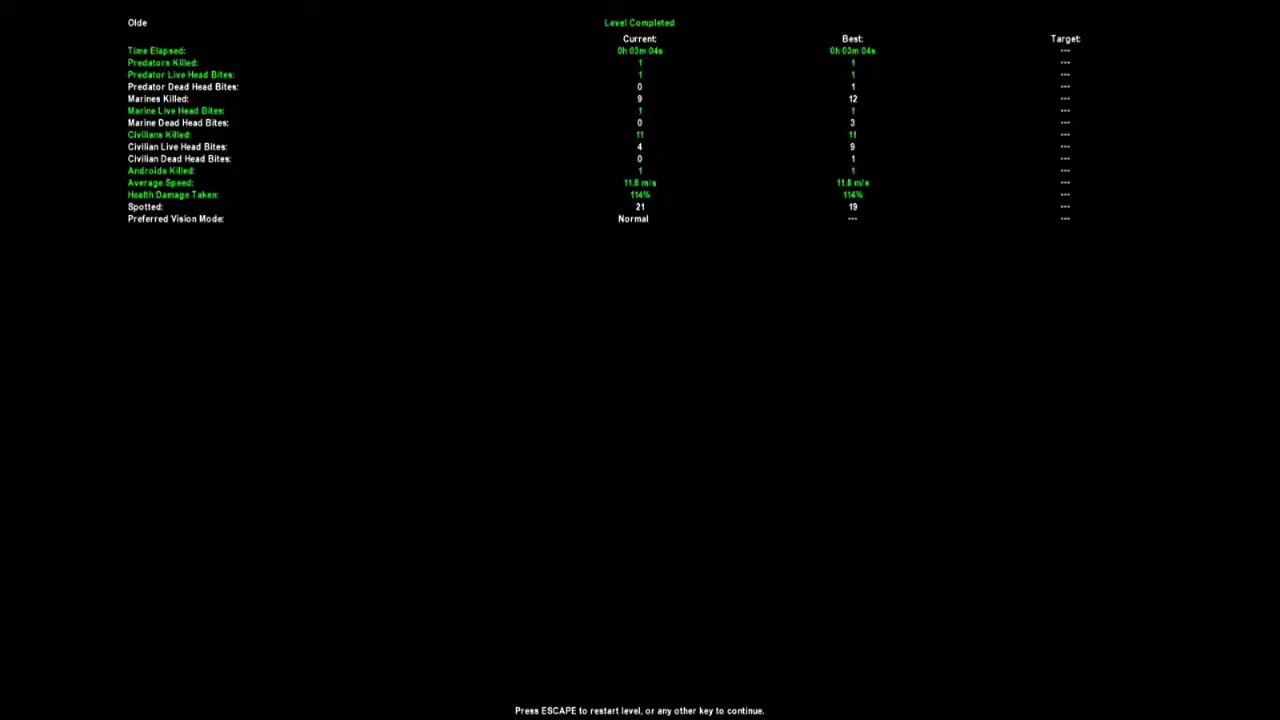 Olde Level Completed
Current: Best: Target:
Time Elapsed: 0h 03m 04s 0h 03m 04s ---
Predators Killed: 1 1 ---
Predator Live Head Bites: 1 1 ---
Predator Dead Head Bites: 0 1 ---
Marines Killed: 9 12 ---
Marine Live Head Bites: 1 1 ---
Marine Dead Head Bites: 0 3 ---
Civilians Killed: 11 11 ---
Civilian Live Head Bites: 4 9 ---
Civilian Dead Head Bites: 0 1 ---
Androids Killed: 1 1 ---
Average Speed: 11.8 m/s 11.8 m/s ---
Health Damage Taken: 114% 114% ---
Spotted: 21 19 ---
Preferred Vision Mode: Normal --- ---
Press ESCAPE to restart level, or any other key to continue.